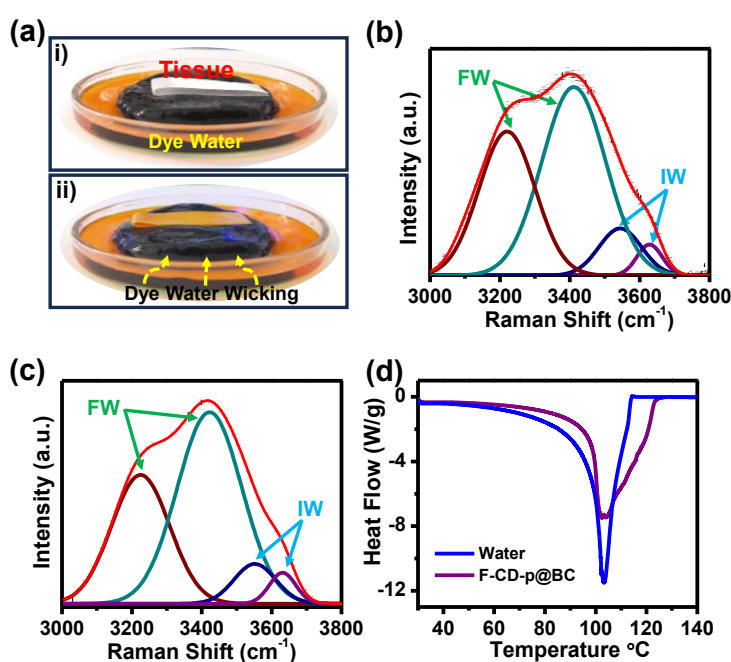 (a)
i)
Tissue
Dye Water
ii)
Dye Water Wicking
(b)
FW
IW
Intensity (a.u.)
3000 3200 3400 3600 3800
Raman Shift (cm-1)
(c)
FW
IW
Intensity (a.u.)
3000 3200 3400 3600 3800
Raman Shift (cm-1)
(d)
0
-4
-8
-12
Heat Flow (W/g)
Water
F-CD-p@BC
40 60 80 100 120 140
Temperature oC